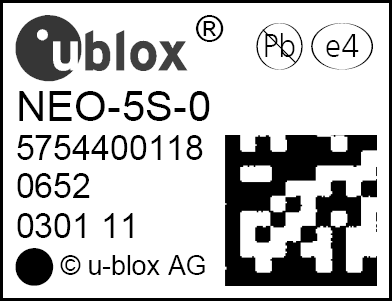 ublox ®
Pb e4
NEO-5S-0
5754400118
0652
0301 11
© u-blox AG